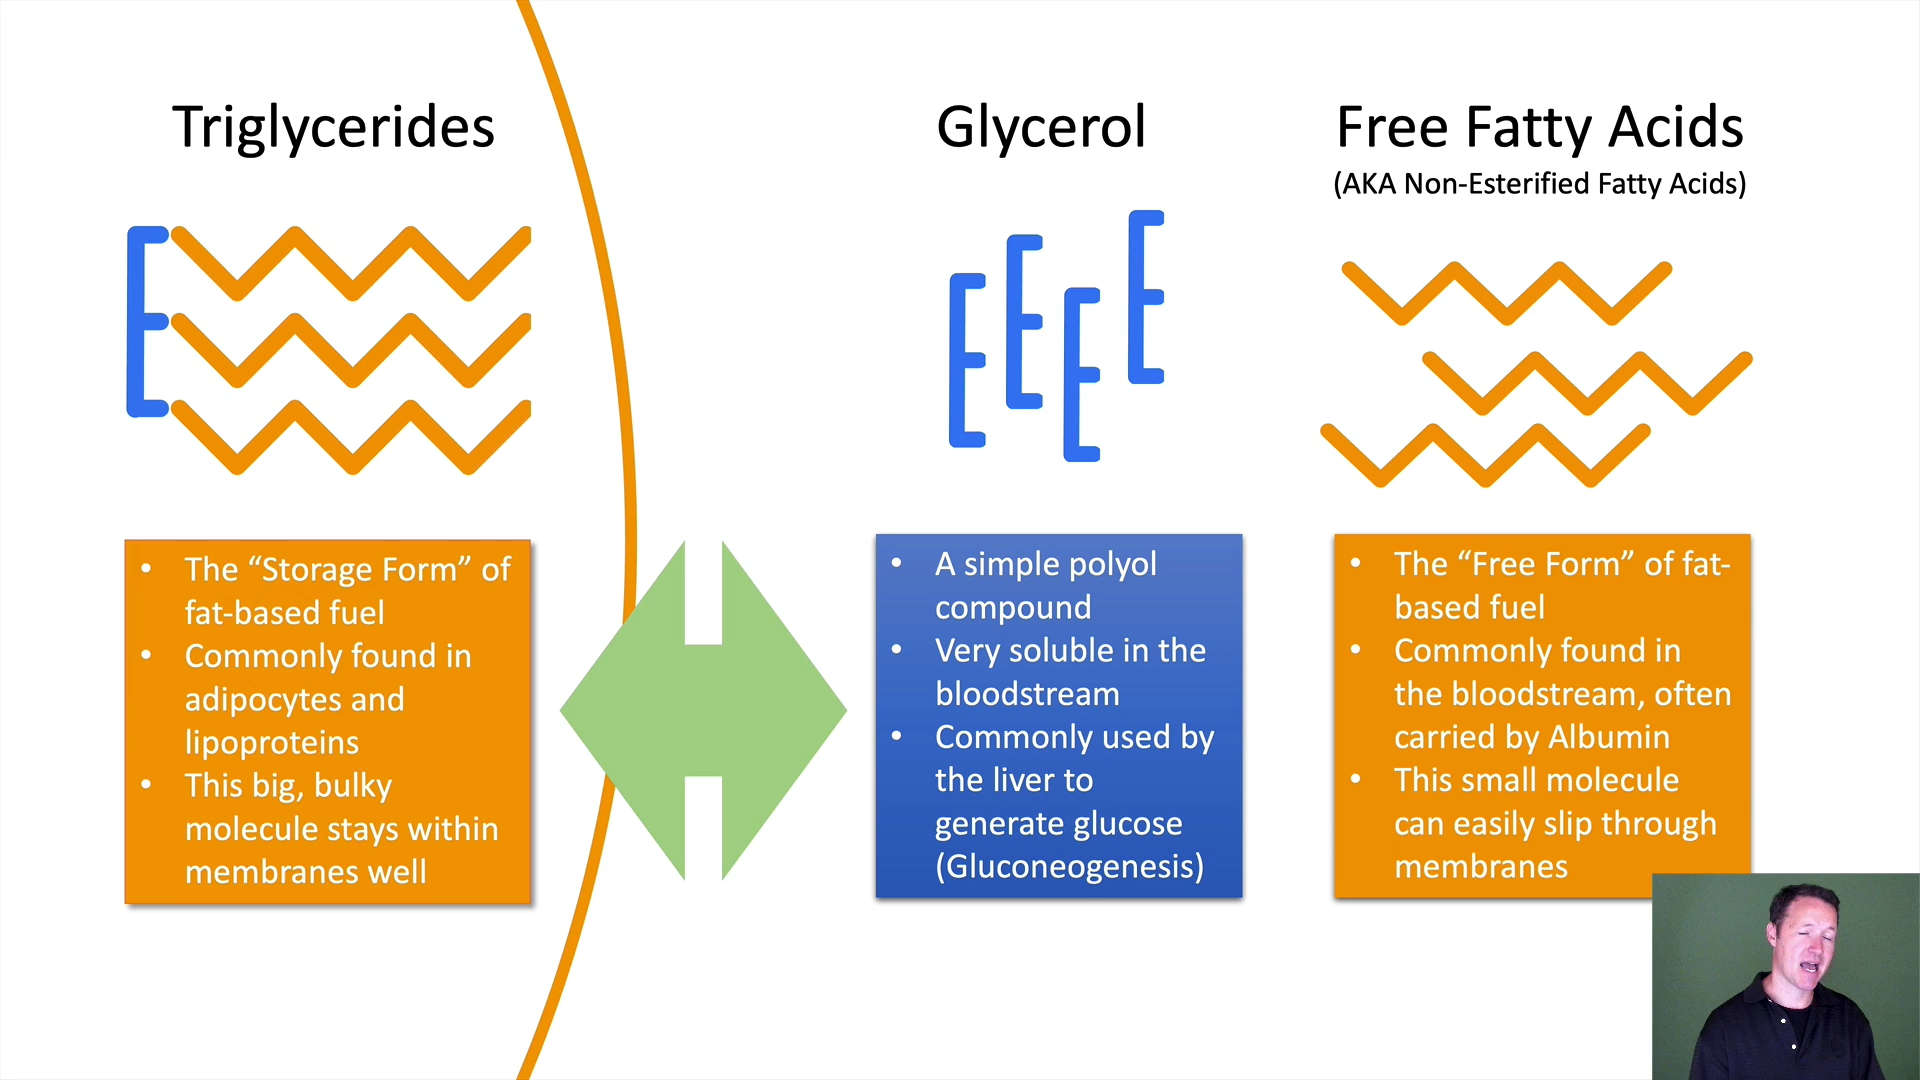 Triglycerides
• The “Storage Form” of
fat-based fuel
• Commonly found in
adipocytes and
lipoproteins
• This big, bulky
molecule stays within
membranes well
Glycerol
• A simple polyol
compound
• Very soluble in the
bloodstream
• Commonly used by
the liver to
generate glucose
(Gluconeogenesis)
Free Fatty Acids
(AKA Non-Esterified Fatty Acids)
• The “Free Form” of fat-
based fuel
• Commonly found in
the bloodstream, often
carried by Albumin
• This small molecule
can easily slip through
membranes